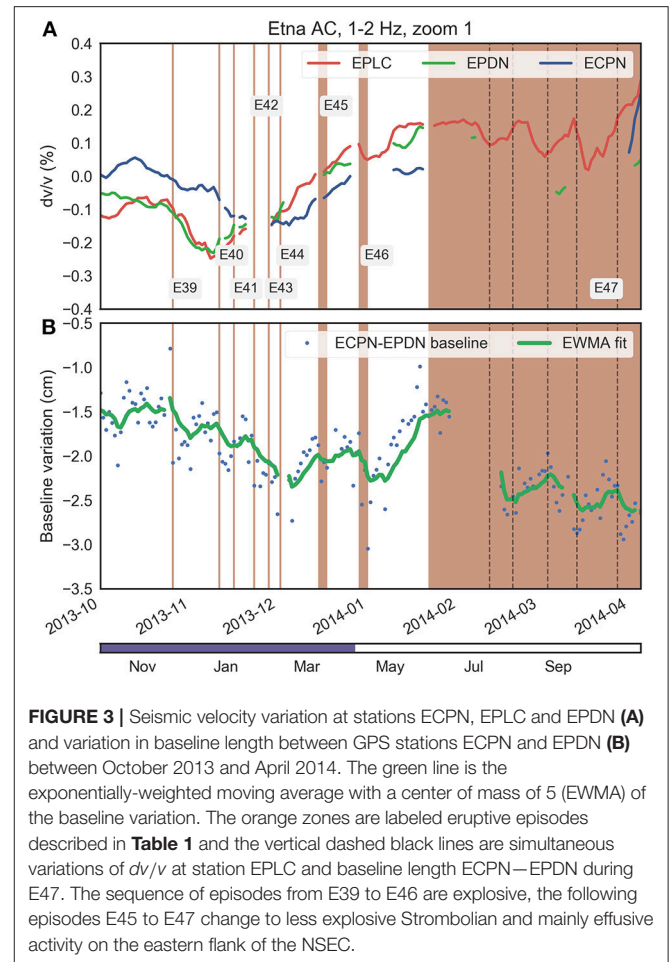 Etna AC, 1-2 Hz, zoom 1
A
EPLC
EPDN
ECPN
0.4
0.3
0.2
0.1
0.0
−0.1
−0.2
−0.3
−0.4
dv/v (%)
E42
E45
E40
E44
E46
E39
E41
E43
E47
B
ECPN-EPDN baseline
EWMA fit
−0.5
−1.0
−1.5
−2.0
−2.5
−3.0
−3.5
Baseline variation (cm)
2013-10
2013-11
2013-12
2014-01
2014-02
2014-03
2014-04
Nov
Jan
Mar
May
Jul
Sep
FIGURE 3 | Seismic velocity variation at stations ECPN, EPLC and EPDN (A)
and variation in baseline length between GPS stations ECPN and EPDN (B)
between October 2013 and April 2014. The green line is the
exponentially-weighted moving average with a center of mass of 5 (EWMA) of
the baseline variation. The orange zones are labeled eruptive episodes
described in Table 1 and the vertical dashed black lines are simultaneous
variations of dv/v at station EPLC and baseline length ECPN—EPDN during
E47. The sequence of episodes from E39 to E46 are explosive, the following
episodes E45 to E47 change to less explosive Strombolian and mainly effusive
activity on the eastern flank of the NSEC.